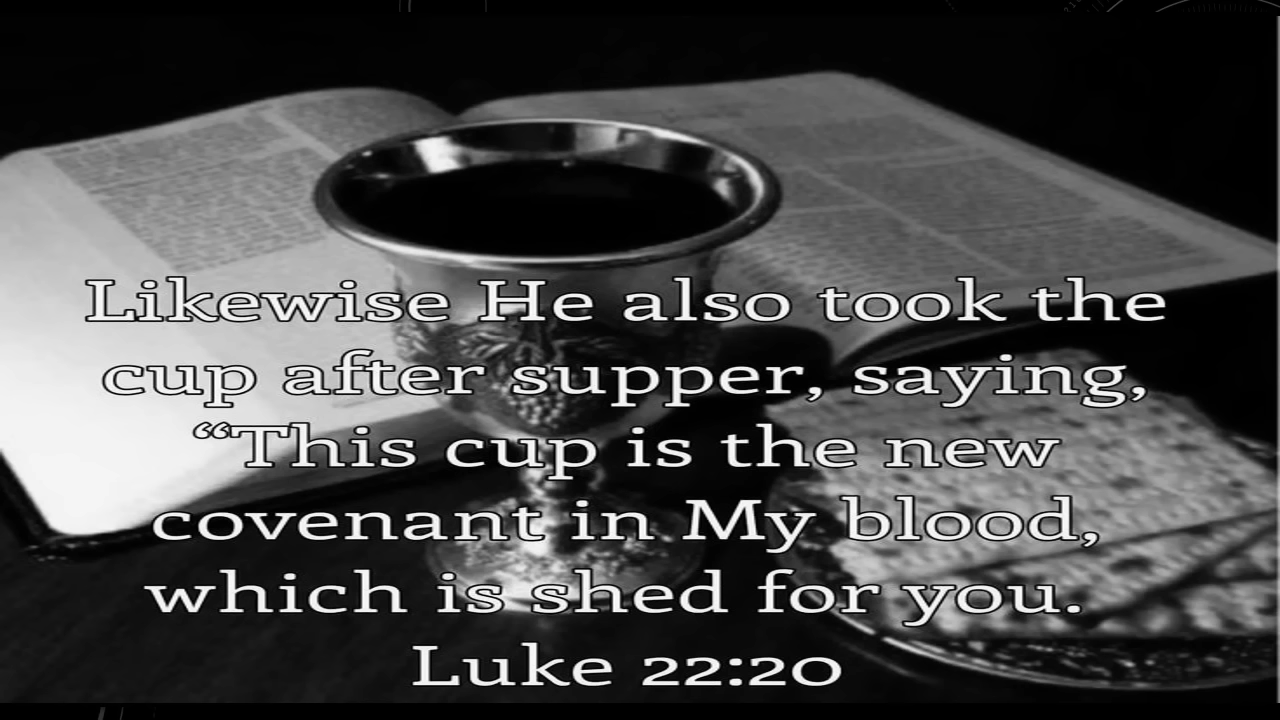 Likewise He also took the
cup after supper, saying,
“This cup is the new
covenant in My blood,
which is shed for you.
Luke 22:20